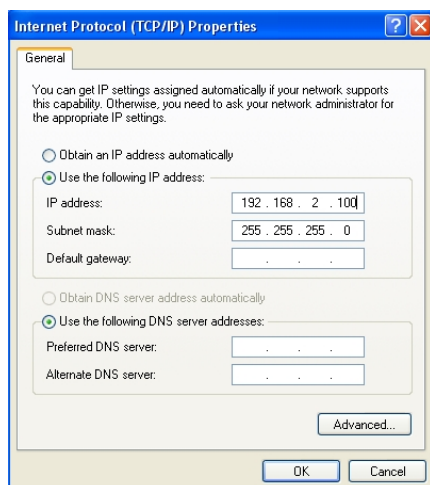 Internet Protocol (TCP/IP) Properties
General
You can get IP settings assigned automatically if your network supports
this capability. Otherwise, you need to ask your network administrator for
the appropriate IP settings.
Obtain an IP address automatically
Use the following IP address:
IP address: 192 . 168 . 2 . 100
Subnet mask: 255 . 255 . 255 . 0
Default gateway: . . .
Obtain DNS server address automatically
Use the following DNS server addresses:
Preferred DNS server: . . .
Alternate DNS server: . . .
Advanced...
OK Cancel